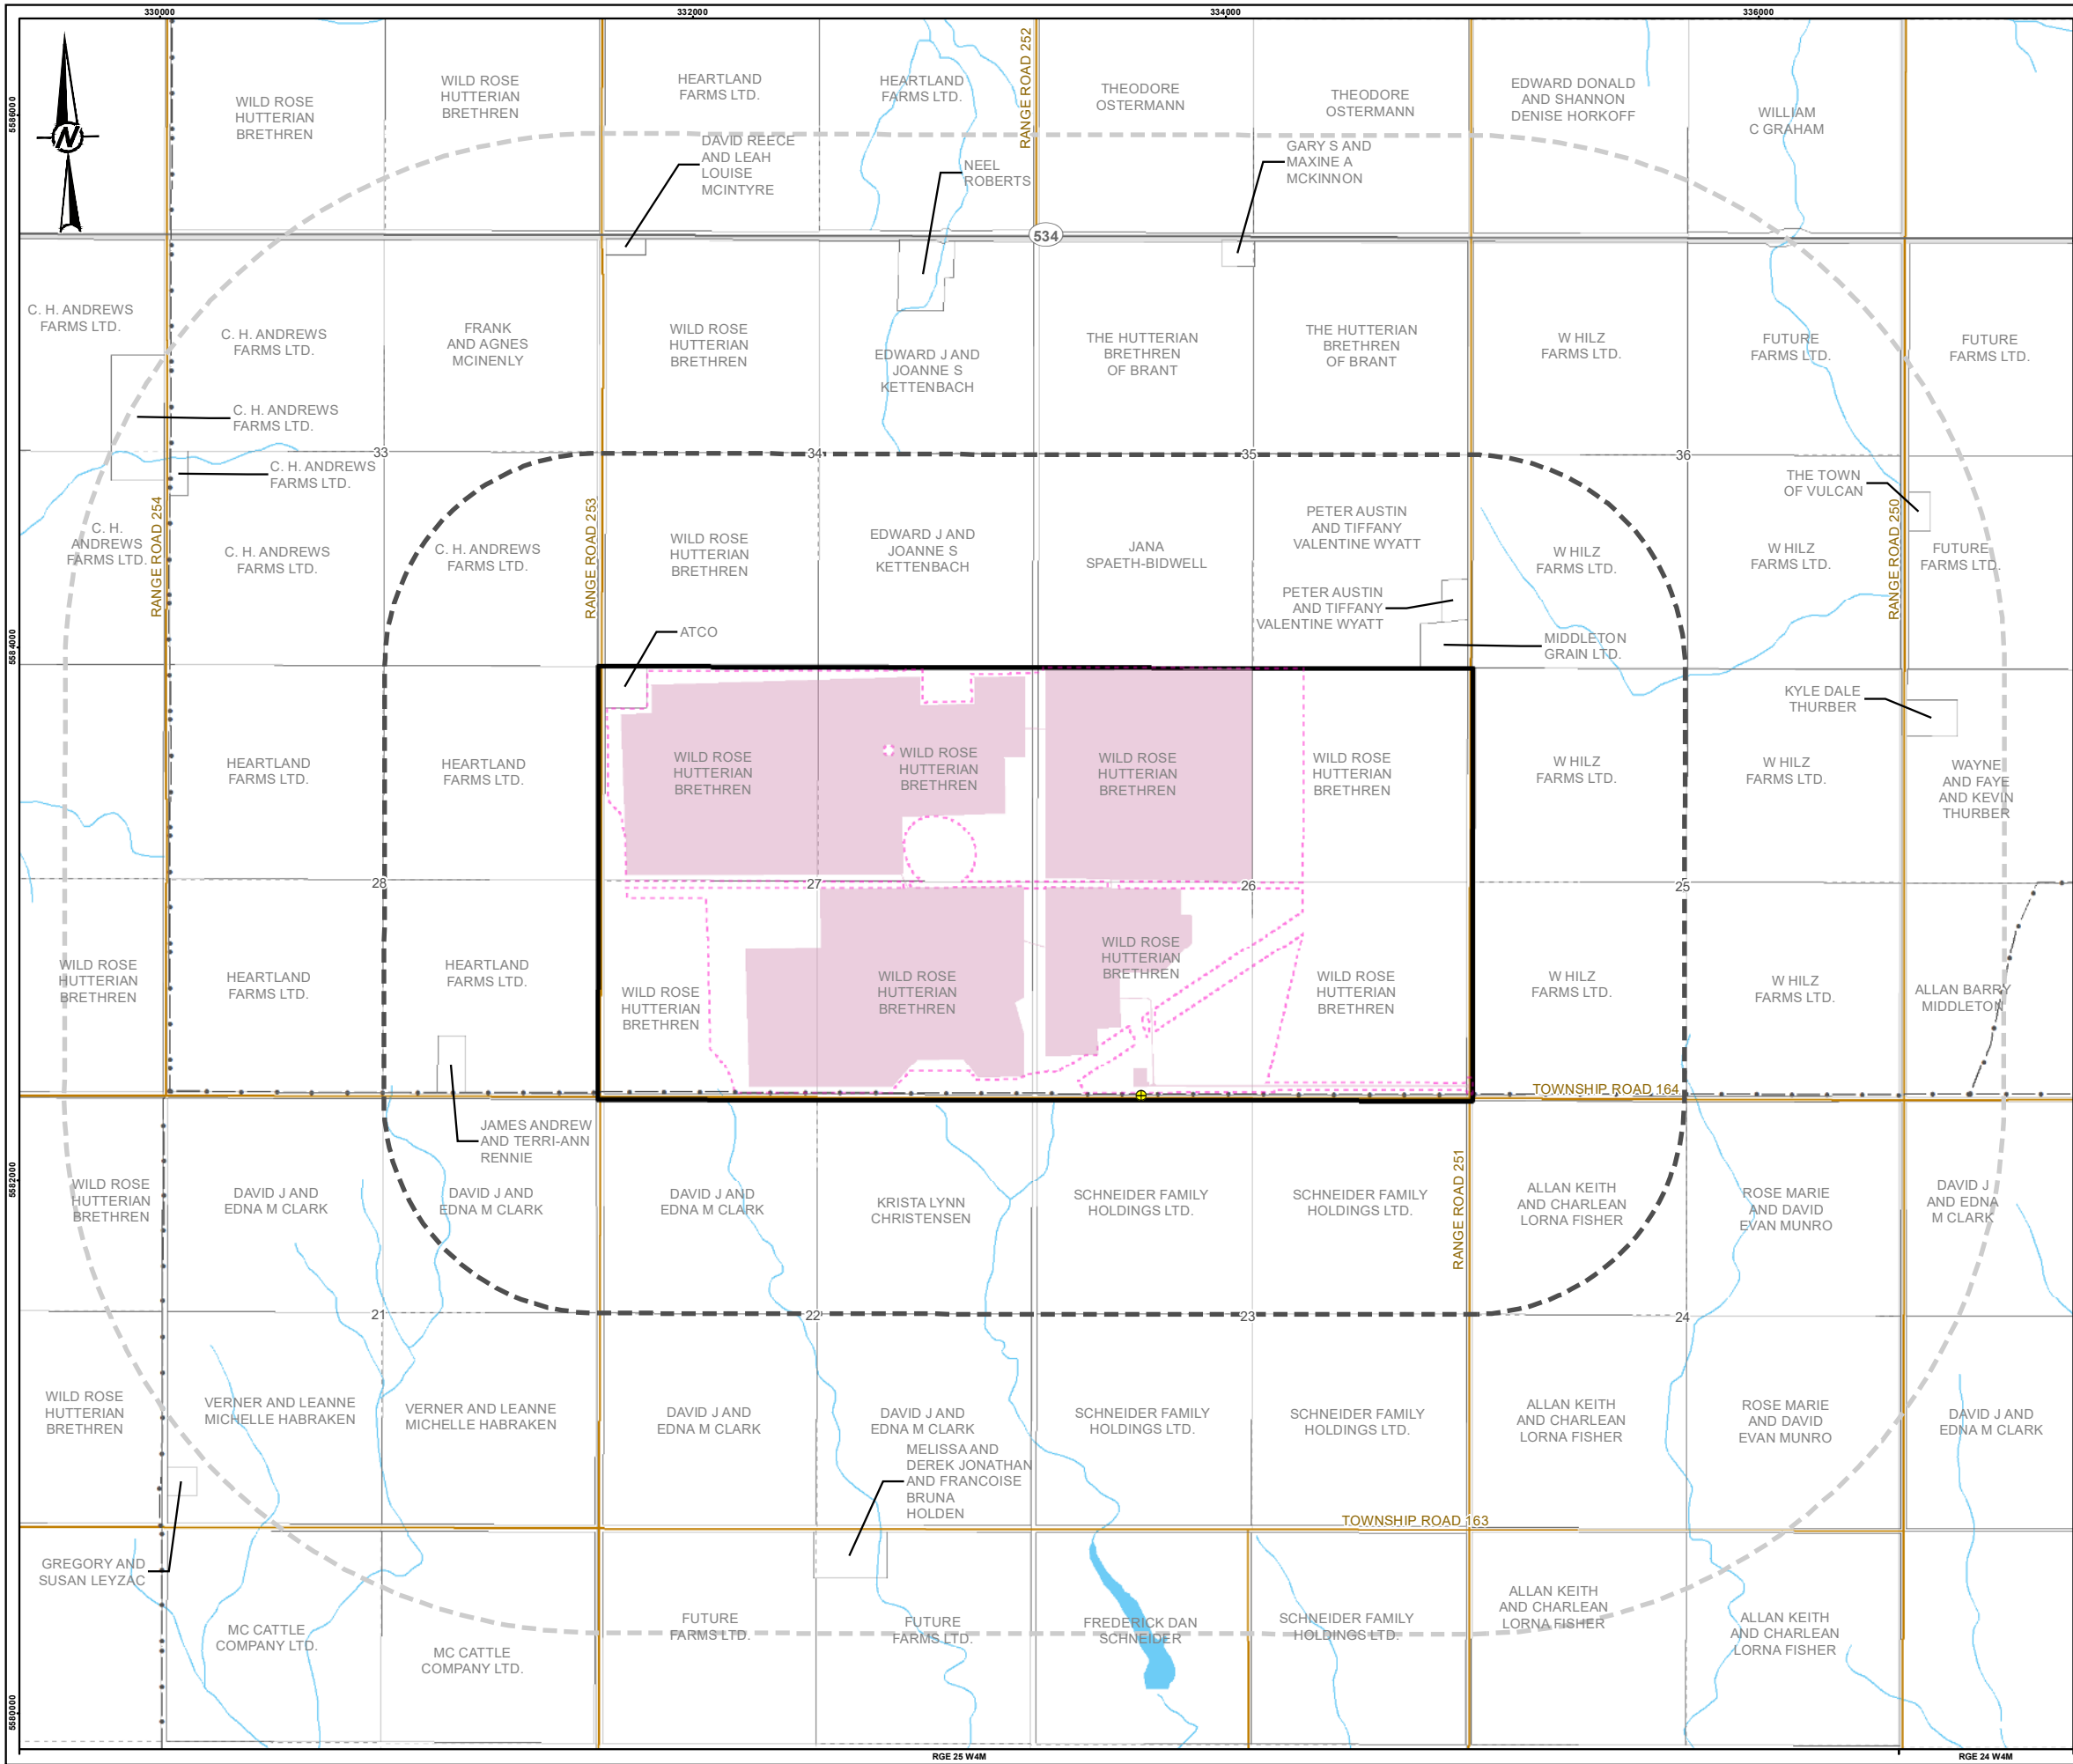 330000
332000
334000
336000
5586000
5584000
5582000
5580000
N
WILD ROSE
HUTTERIAN
BRETHREN
WILD ROSE
HUTTERIAN
BRETHREN
HEARTLAND
FARMS LTD.
HEARTLAND
FARMS LTD.
RANGE ROAD 252
THEODORE
OSTERMANN
THEODORE
OSTERMANN
EDWARD DONALD
AND SHANNON
DENISE HORKOFF
WILLIAM
C GRAHAM
DAVID REECE
AND LEAH
LOUISE
MCINTYRE
NEEL
ROBERTS
GARY S AND
MAXINE A
MCKINNON
534
C. H. ANDREWS
FARMS LTD.
C. H. ANDREWS
FARMS LTD.
FRANK
AND AGNES
MCINENLY
WILD ROSE
HUTTERIAN
BRETHREN
EDWARD J AND
JOANNE S
KETTENBACH
THE HUTTERIAN
BRETHREN
OF BRANT
THE HUTTERIAN
BRETHREN
OF BRANT
W HILZ
FARMS LTD.
FUTURE
FARMS LTD.
FUTURE
FARMS LTD.
C. H. ANDREWS
FARMS LTD.
33
34
35
36
C. H. ANDREWS
FARMS LTD.
THE TOWN
OF VULCAN
RANGE ROAD 254
RANGE ROAD 253
RANGE ROAD 250
C. H.
ANDREWS
FARMS LTD.
C. H. ANDREWS
FARMS LTD.
C. H. ANDREWS
FARMS LTD.
WILD ROSE
HUTTERIAN
BRETHREN
EDWARD J AND
JOANNE S
KETTENBACH
JANA
SPAETH-BIDWELL
PETER AUSTIN
AND TIFFANY
VALENTINE WYATT
W HILZ
FARMS LTD.
W HILZ
FARMS LTD.
FUTURE
FARMS LTD.
PETER AUSTIN
AND TIFFANY
VALENTINE WYATT
ATCO
MIDDLETON
GRAIN LTD.
KYLE DALE
THURBER
HEARTLAND
FARMS LTD.
HEARTLAND
FARMS LTD.
WILD ROSE
HUTTERIAN
BRETHREN
WILD ROSE
HUTTERIAN
BRETHREN
WILD ROSE
HUTTERIAN
BRETHREN
WILD ROSE
HUTTERIAN
BRETHREN
W HILZ
FARMS LTD.
W HILZ
FARMS LTD.
WAYNE
AND FAYE
AND KEVIN
THURBER
28
27
26
25
WILD ROSE
HUTTERIAN
BRETHREN
HEARTLAND
FARMS LTD.
HEARTLAND
FARMS LTD.
WILD ROSE
HUTTERIAN
BRETHREN
WILD ROSE
HUTTERIAN
BRETHREN
WILD ROSE
HUTTERIAN
BRETHREN
WILD ROSE
HUTTERIAN
BRETHREN
W HILZ
FARMS LTD.
W HILZ
FARMS LTD.
ALLAN BARRY
MIDDLETON
TOWNSHIP ROAD 164
JAMES ANDREW
AND TERRI-ANN
RENNIE
RANGE ROAD 251
WILD ROSE
HUTTERIAN
BRETHREN
DAVID J AND
EDNA M CLARK
DAVID J AND
EDNA M CLARK
DAVID J AND
EDNA M CLARK
KRISTA LYNN
CHRISTENSEN
SCHNEIDER FAMILY
HOLDINGS LTD.
SCHNEIDER FAMILY
HOLDINGS LTD.
ALLAN KEITH
AND CHARLEAN
LORNA FISHER
ROSE MARIE
AND DAVID
EVAN MUNRO
DAVID J
AND EDNA
M CLARK
21
22
23
24
WILD ROSE
HUTTERIAN
BRETHREN
VERNER AND LEANNE
MICHELLE HABRAKEN
VERNER AND LEANNE
MICHELLE HABRAKEN
DAVID J AND
EDNA M CLARK
DAVID J AND
EDNA M CLARK
SCHNEIDER FAMILY
HOLDINGS LTD.
SCHNEIDER FAMILY
HOLDINGS LTD.
ALLAN KEITH
AND CHARLEAN
LORNA FISHER
ROSE MARIE
AND DAVID
EVAN MUNRO
DAVID J AND
EDNA M CLARK
MELISSA AND
DEREK JONATHAN
AND FRANCOISE
BRUNA
HOLDEN
TOWNSHIP ROAD 163
GREGORY AND
SUSAN LEYZAC
MC CATTLE
COMPANY LTD.
MC CATTLE
COMPANY LTD.
FUTURE
FARMS LTD.
FUTURE
FARMS LTD.
FREDERICK DAN
SCHNEIDER
SCHNEIDER FAMILY
HOLDINGS LTD.
ALLAN KEITH
AND CHARLEAN
LORNA FISHER
ALLAN KEITH
AND CHARLEAN
LORNA FISHER
RGE 25 W4M
RGE 24 W4M